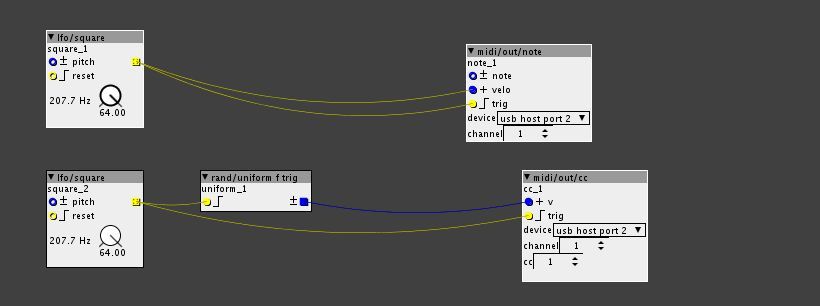 lfo/square
square_1
± pitch
reset
207.7 Hz
64.00
midi/out/note
note_1
± note
+ velo
trig
device usb host port 2
channel 1
lfo/square
square_2
± pitch
reset
207.7 Hz
64.00
rand/uniform f trig
uniform_1
±
midi/out/cc
cc_1
+ v
trig
device usb host port 2
channel 1
cc 1